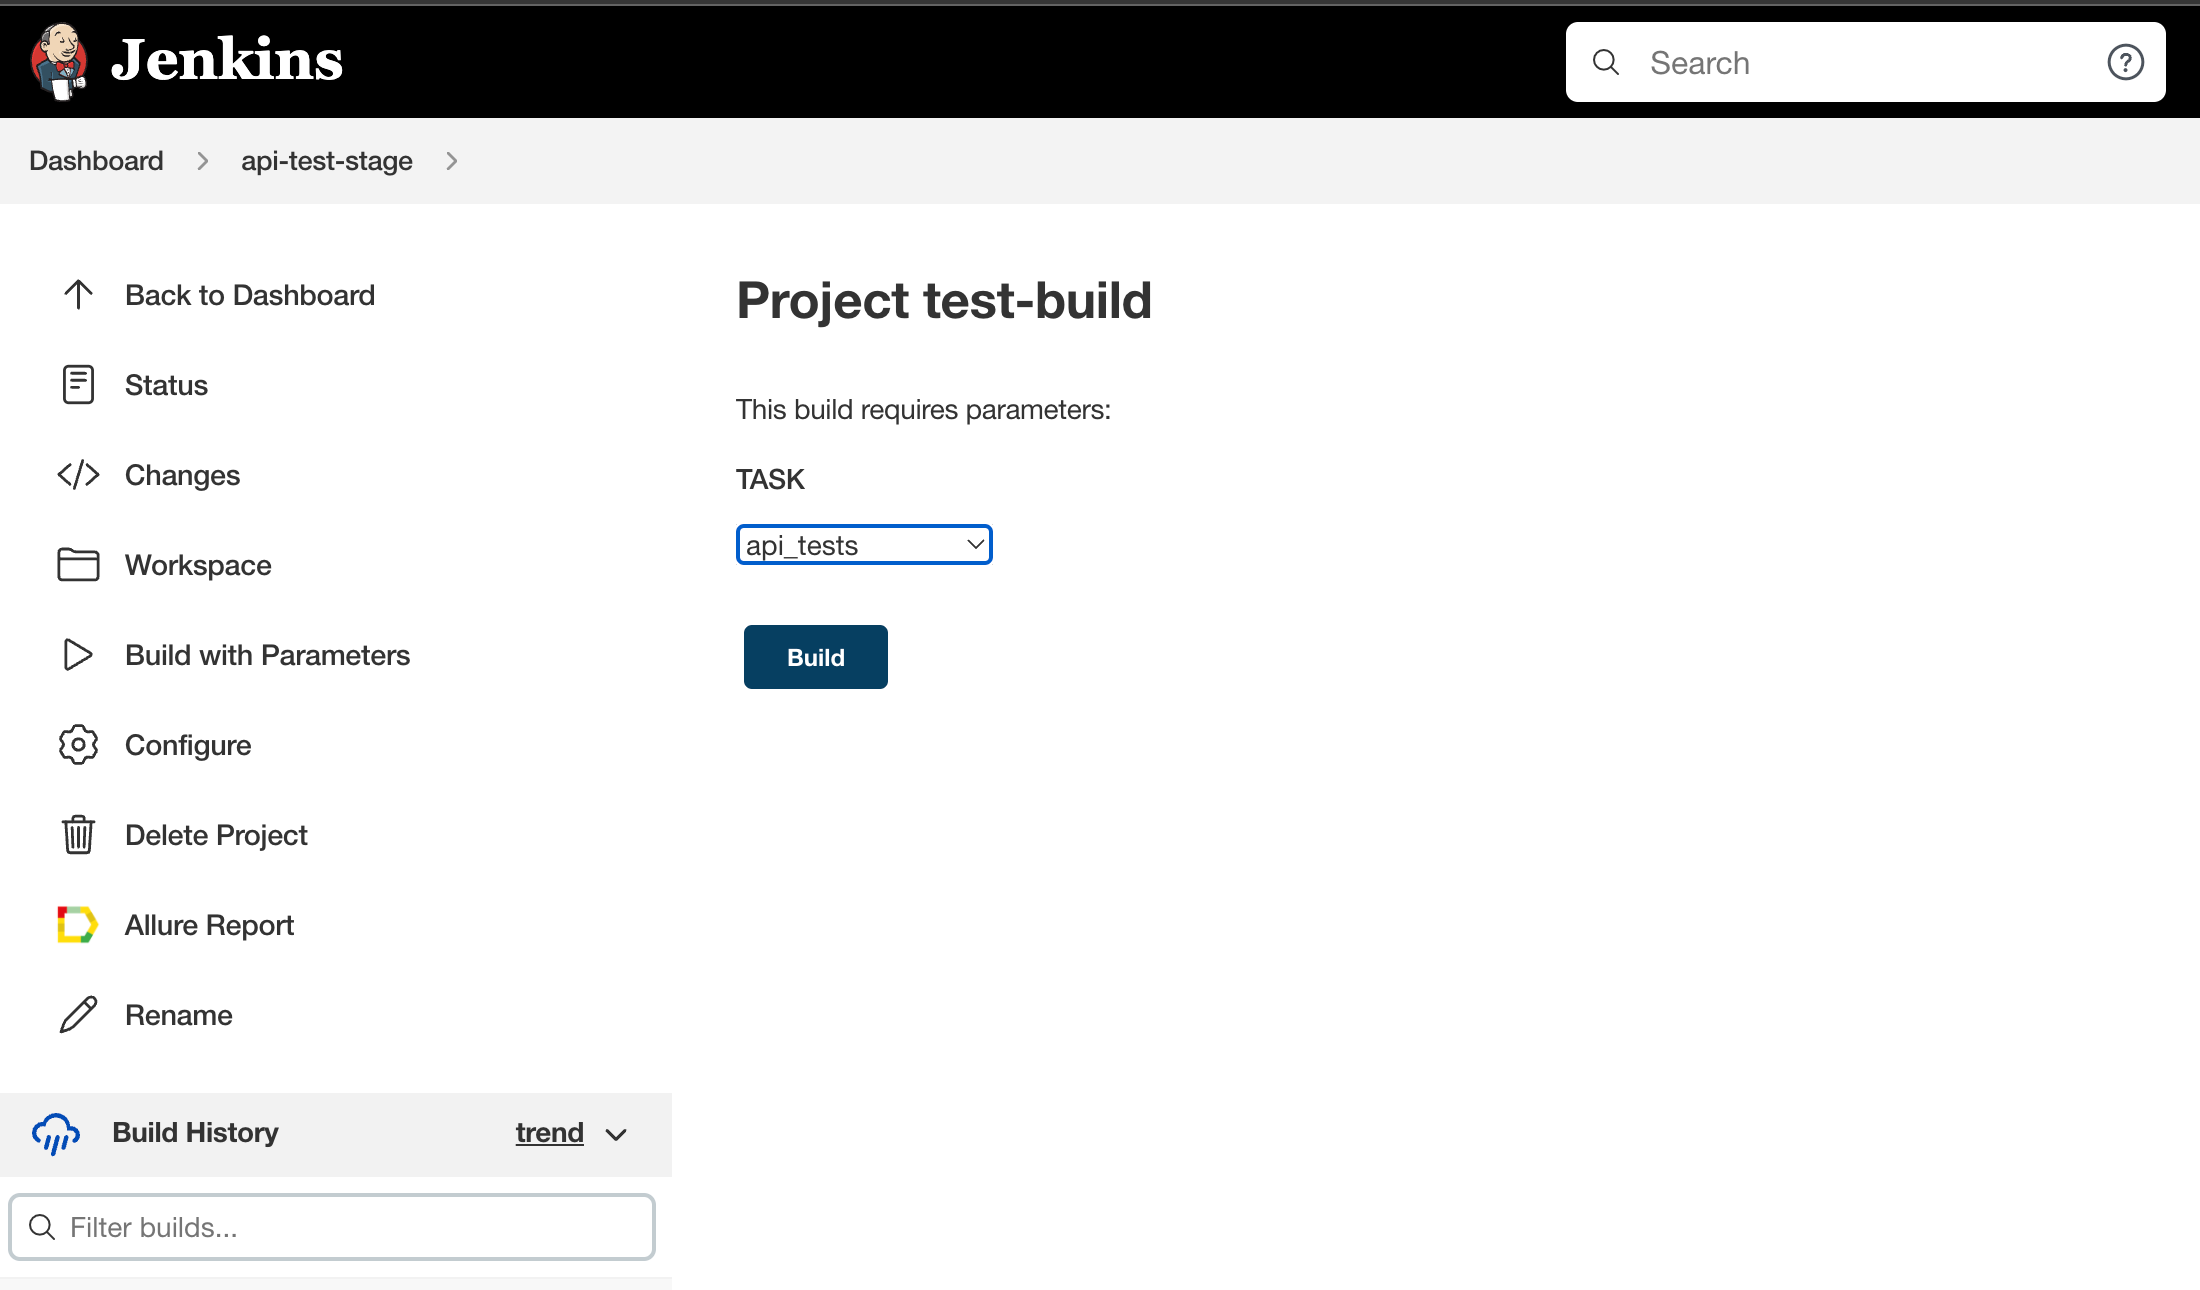 Jenkins
Search
Dashboard
api-test-stage
Back to Dashboard
Status
Changes
Workspace
Build with Parameters
Configure
Delete Project
Allure Report
Rename
Build History
trend
Filter builds...
Project test-build
This build requires parameters:
TASK
api_tests
Build